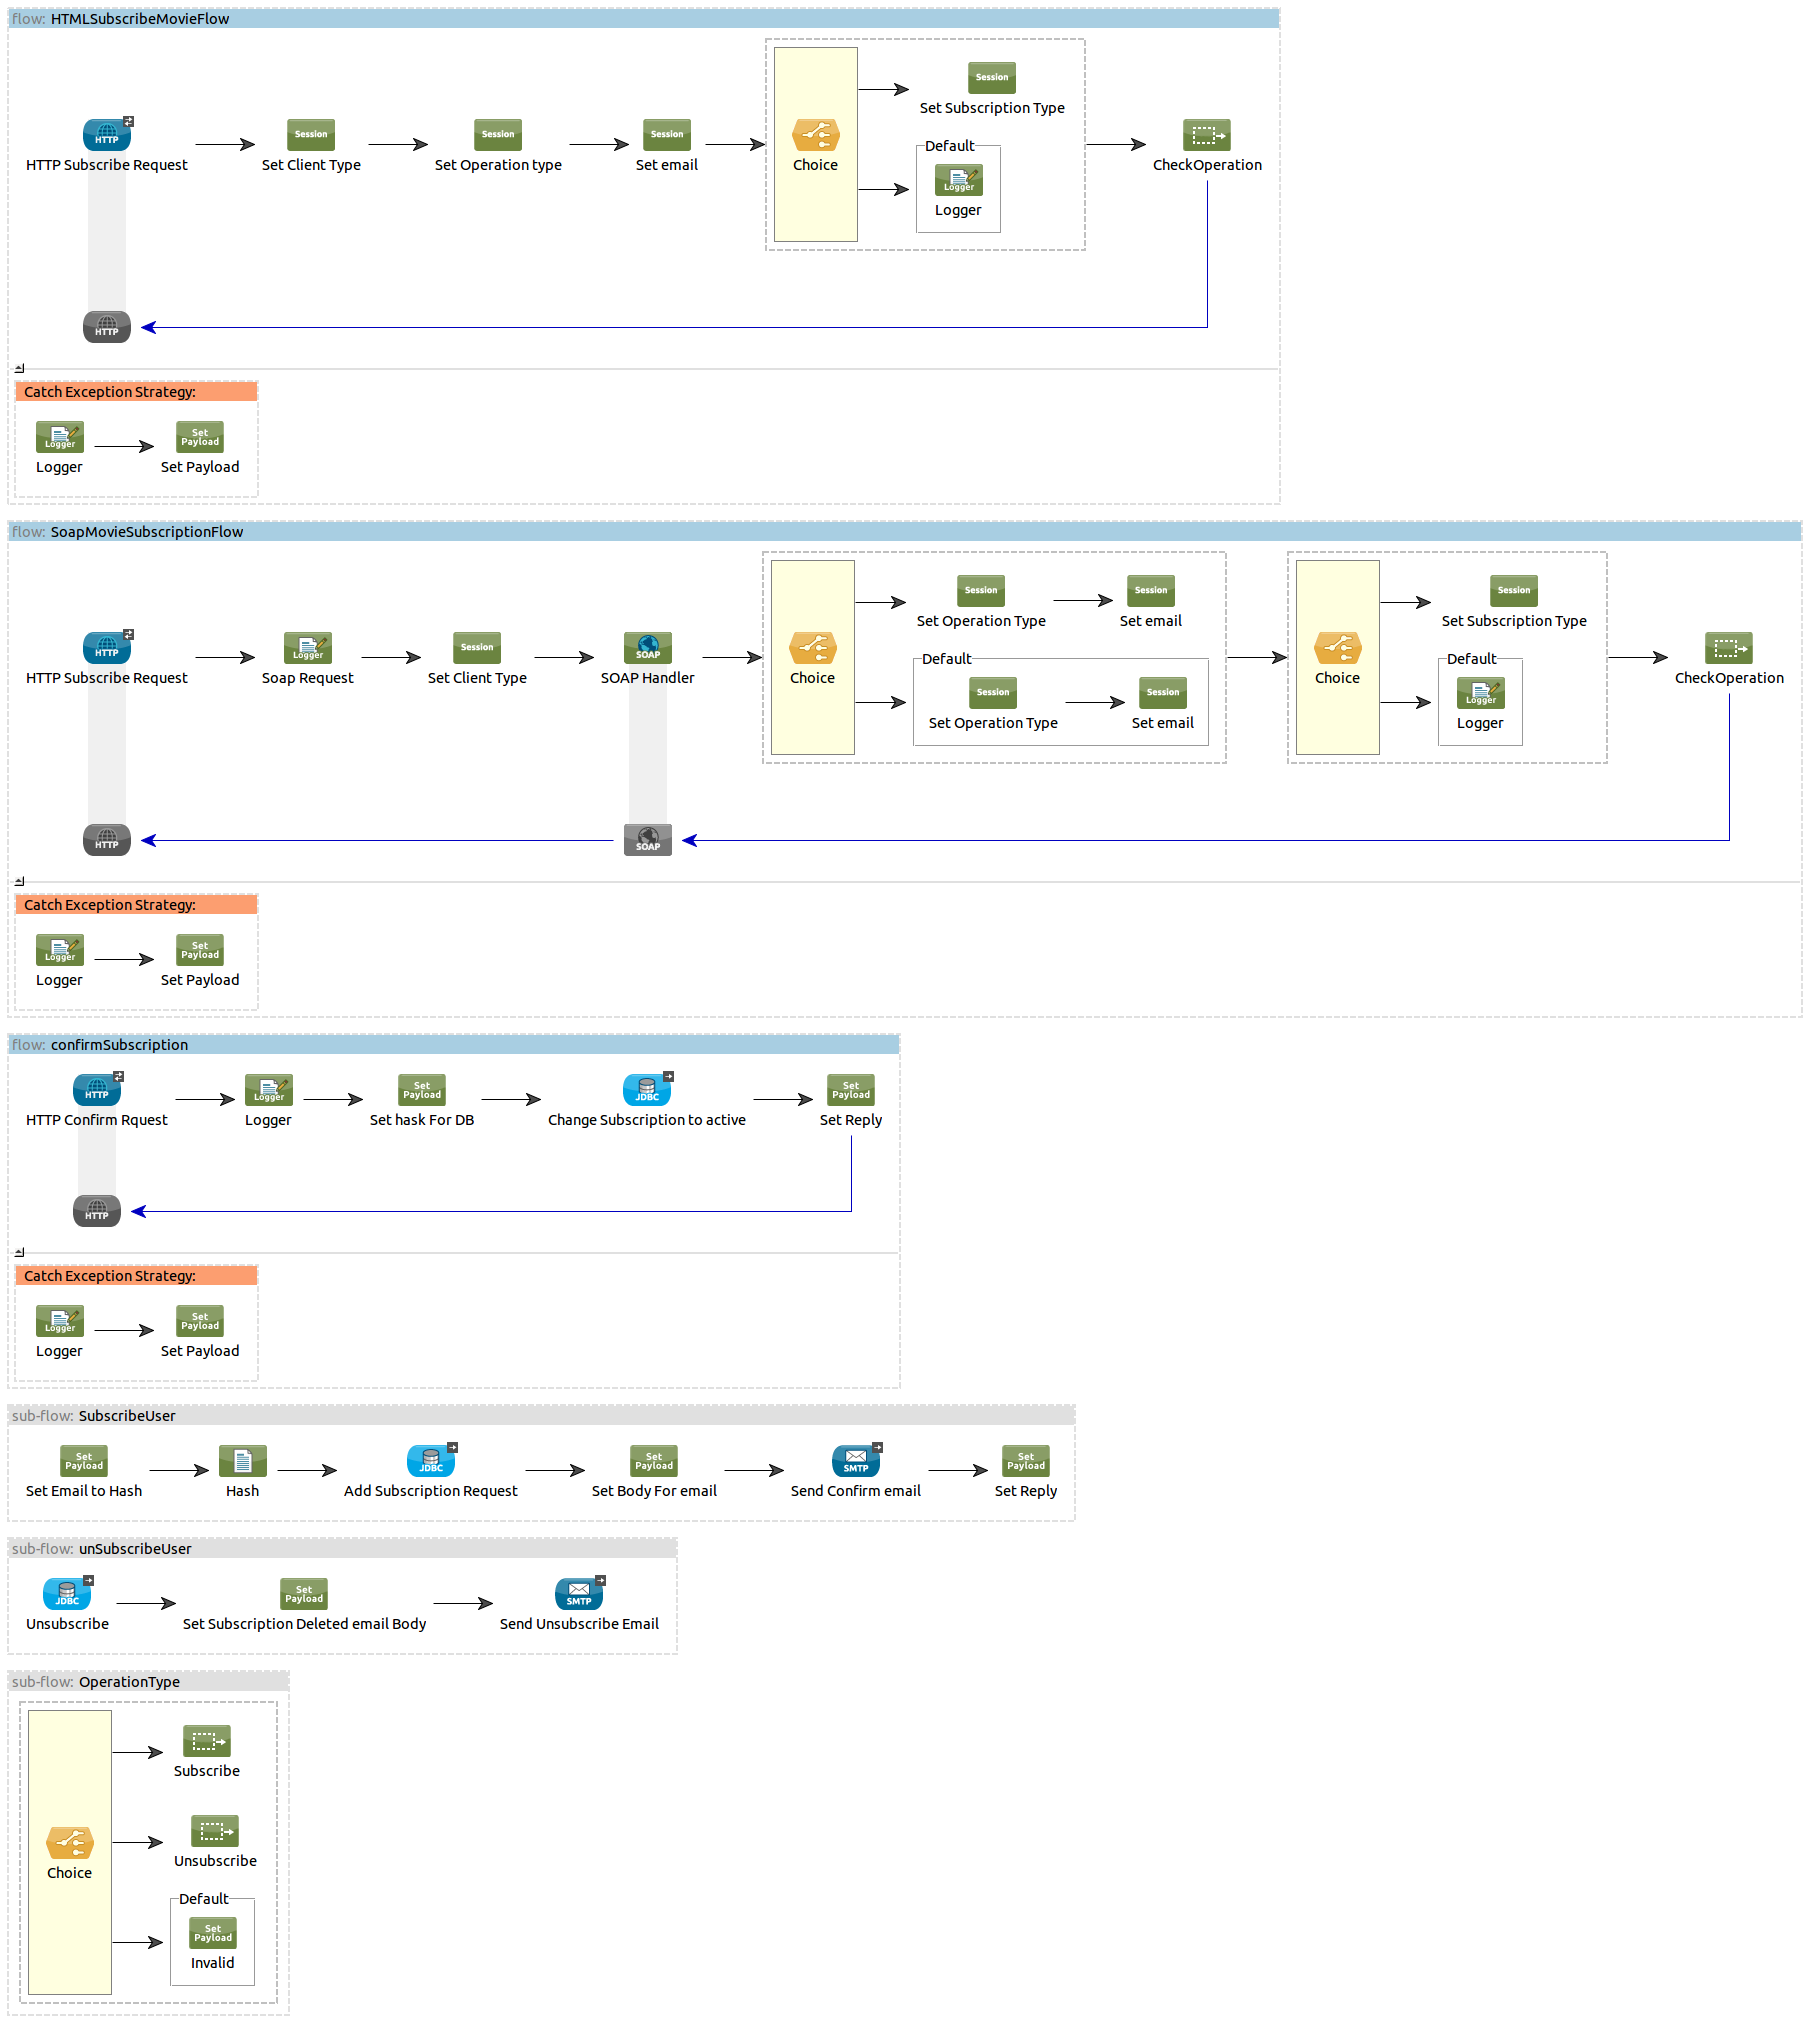 flow: HTMLSubscribeMovieFlow
Session
Set Subscription Type
HTTP
HTTP Subscribe Request
Session
Set Client Type
Session
Set Operation type
Session
Set email
Choice
Default
Logger
Logger
CheckOperation
HTTP
Catch Exception Strategy:
Logger
Logger
Set Payload
Set Payload
flow: SoapMovieSubscriptionFlow
HTTP
HTTP Subscribe Request
Logger
Soap Request
Session
Set Client Type
SOAP
SOAP Handler
Choice
Session
Set Operation Type
Session
Set email
Default
Session
Set Operation Type
Session
Set email
Choice
Session
Set Subscription Type
Default
Logger
Logger
CheckOperation
HTTP
SOAP
Catch Exception Strategy:
Logger
Logger
Set Payload
Set Payload
flow: confirmSubscription
HTTP
HTTP Confirm Rquest
Logger
Logger
Set Payload
Set hask For DB
JDBC
Change Subscription to active
Set Payload
Set Reply
HTTP
Catch Exception Strategy:
Logger
Logger
Set Payload
Set Payload
sub-flow: SubscribeUser
Set Payload
Set Email to Hash
Hash
JDBC
Add Subscription Request
Set Payload
Set Body For email
SMTP
Send Confirm email
Set Payload
Set Reply
sub-flow: unSubscribeUser
JDBC
Unsubscribe
Set Payload
Set Subscription Deleted email Body
SMTP
Send Unsubscribe Email
sub-flow: OperationType
Choice
Subscribe
Unsubscribe
Default
Set Payload
Invalid